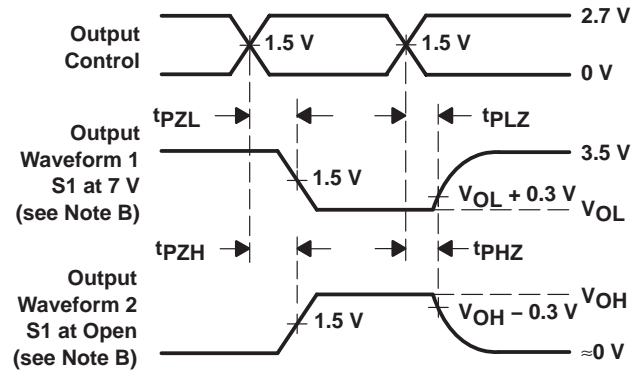 2.7 V
Output
Control
1.5 V
1.5 V
0 V
tPZL
tPLZ
Output
Waveform 1
S1 at 7 V
(see Note B)
3.5 V
1.5 V
VOL + 0.3 V
VOL
tPZH
tPHZ
Output
Waveform 2
S1 at Open
(see Note B)
VOH
VOH − 0.3 V
1.5 V
≈0 V